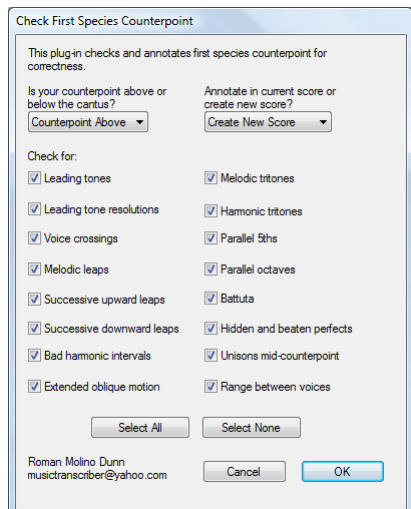 Check First Species Counterpoint
This plug-in checks and annotates first species counterpoint for
correctness.
Is your counterpoint above or
below the cantus?
Annotate in current score or
create new score?
Counterpoint Above
Create New Score
Check for:
Leading tones
Melodic tritones
Leading tone resolutions
Harmonic tritones
Voice crossings
Parallel 5ths
Melodic leaps
Parallel octaves
Successive upward leaps
Battuta
Successive downward leaps
Hidden and beaten perfects
Bad harmonic intervals
Unisons mid-counterpoint
Extended oblique motion
Range between voices
Select All
Select None
Roman Molino Dunn
musictranscriber@yahoo.com
Cancel
OK